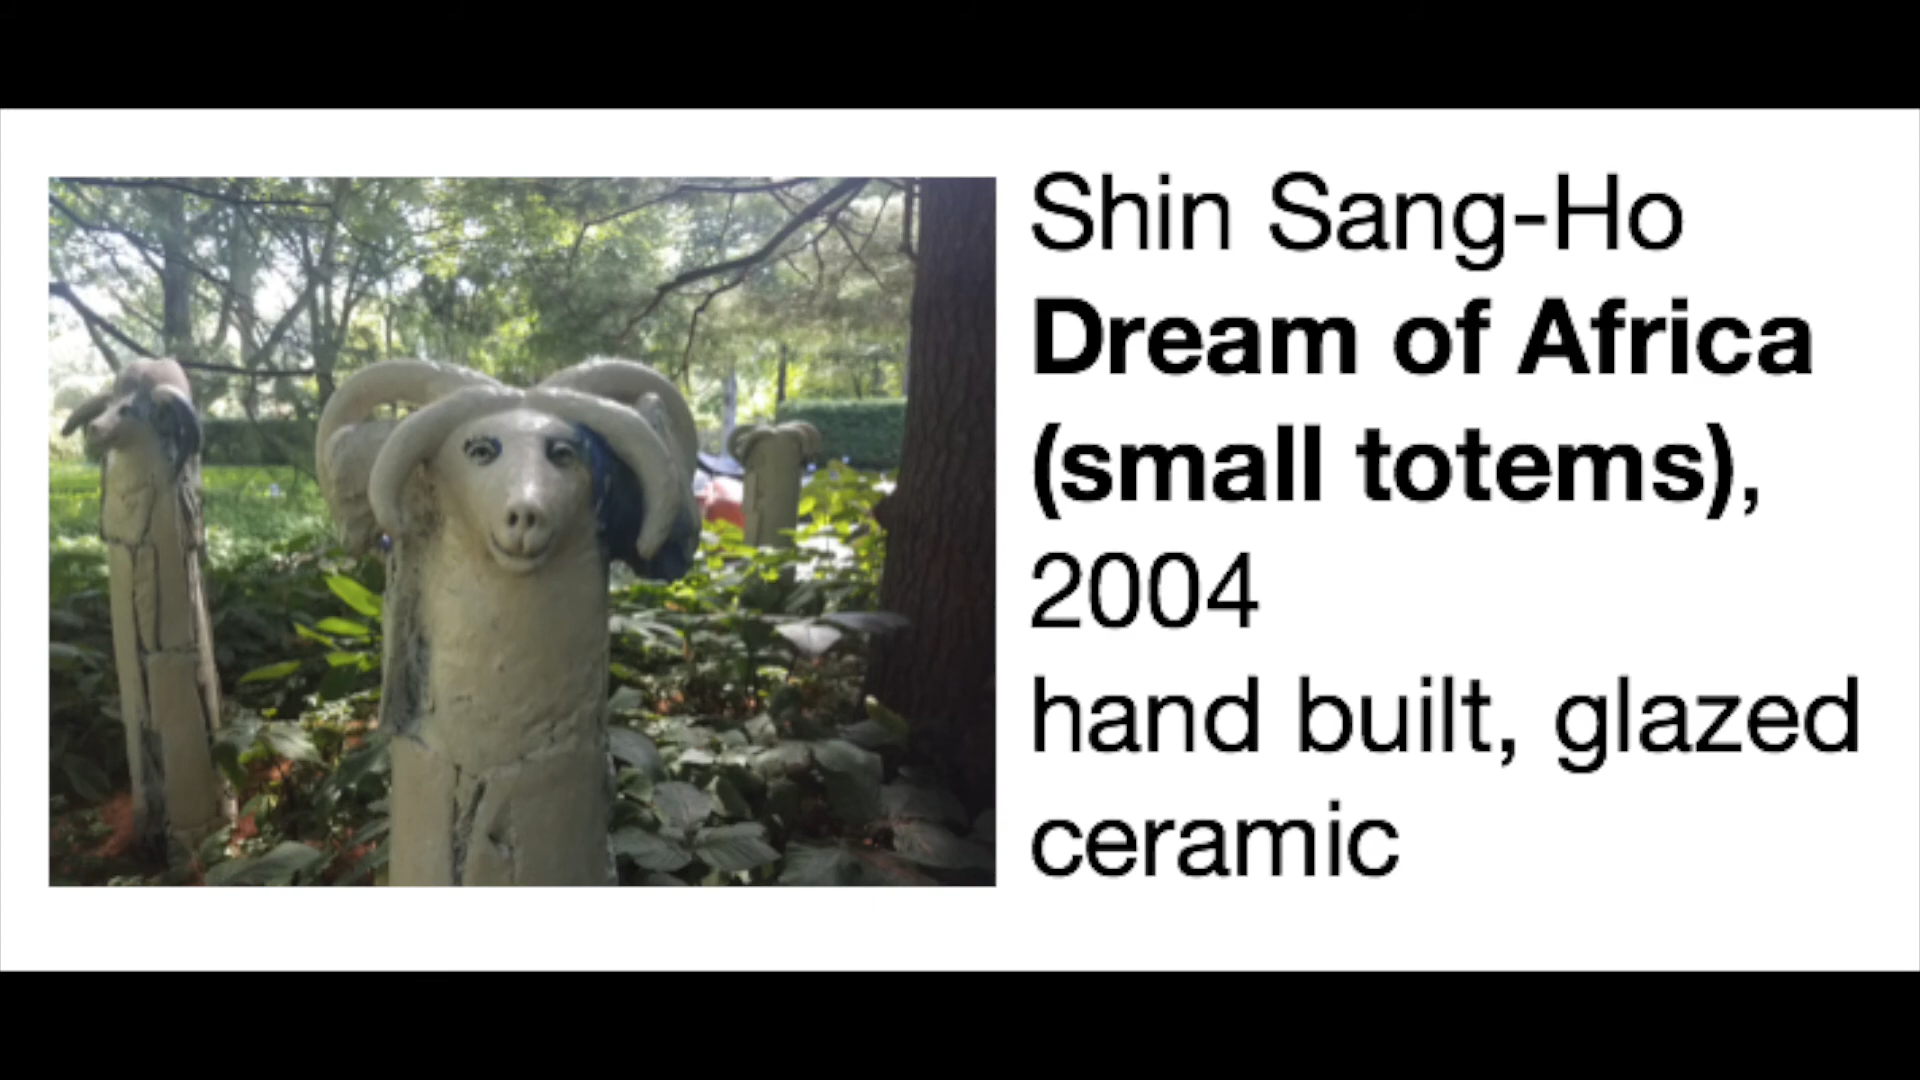 Shin Sang-Ho
Dream of Africa
(small totems),
2004
hand built, glazed
ceramic